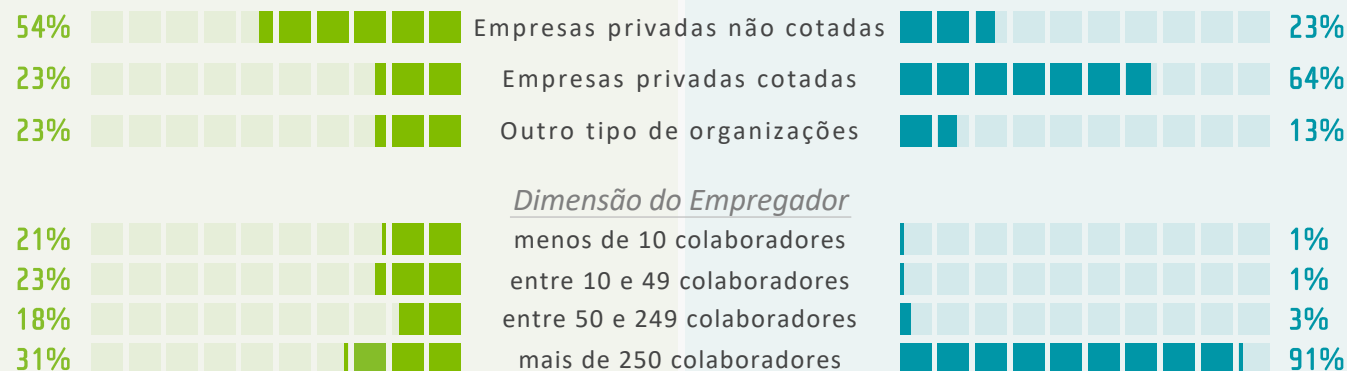 54% Empresas privadas não cotadas 23%
23% Empresas privadas cotadas 64%
23% Outro tipo de organizações 13%
Dimensão do Empregador
21% menos de 10 colaboradores 1%
23% entre 10 e 49 colaboradores 1%
18% entre 50 e 249 colaboradores 3%
31% mais de 250 colaboradores 91%